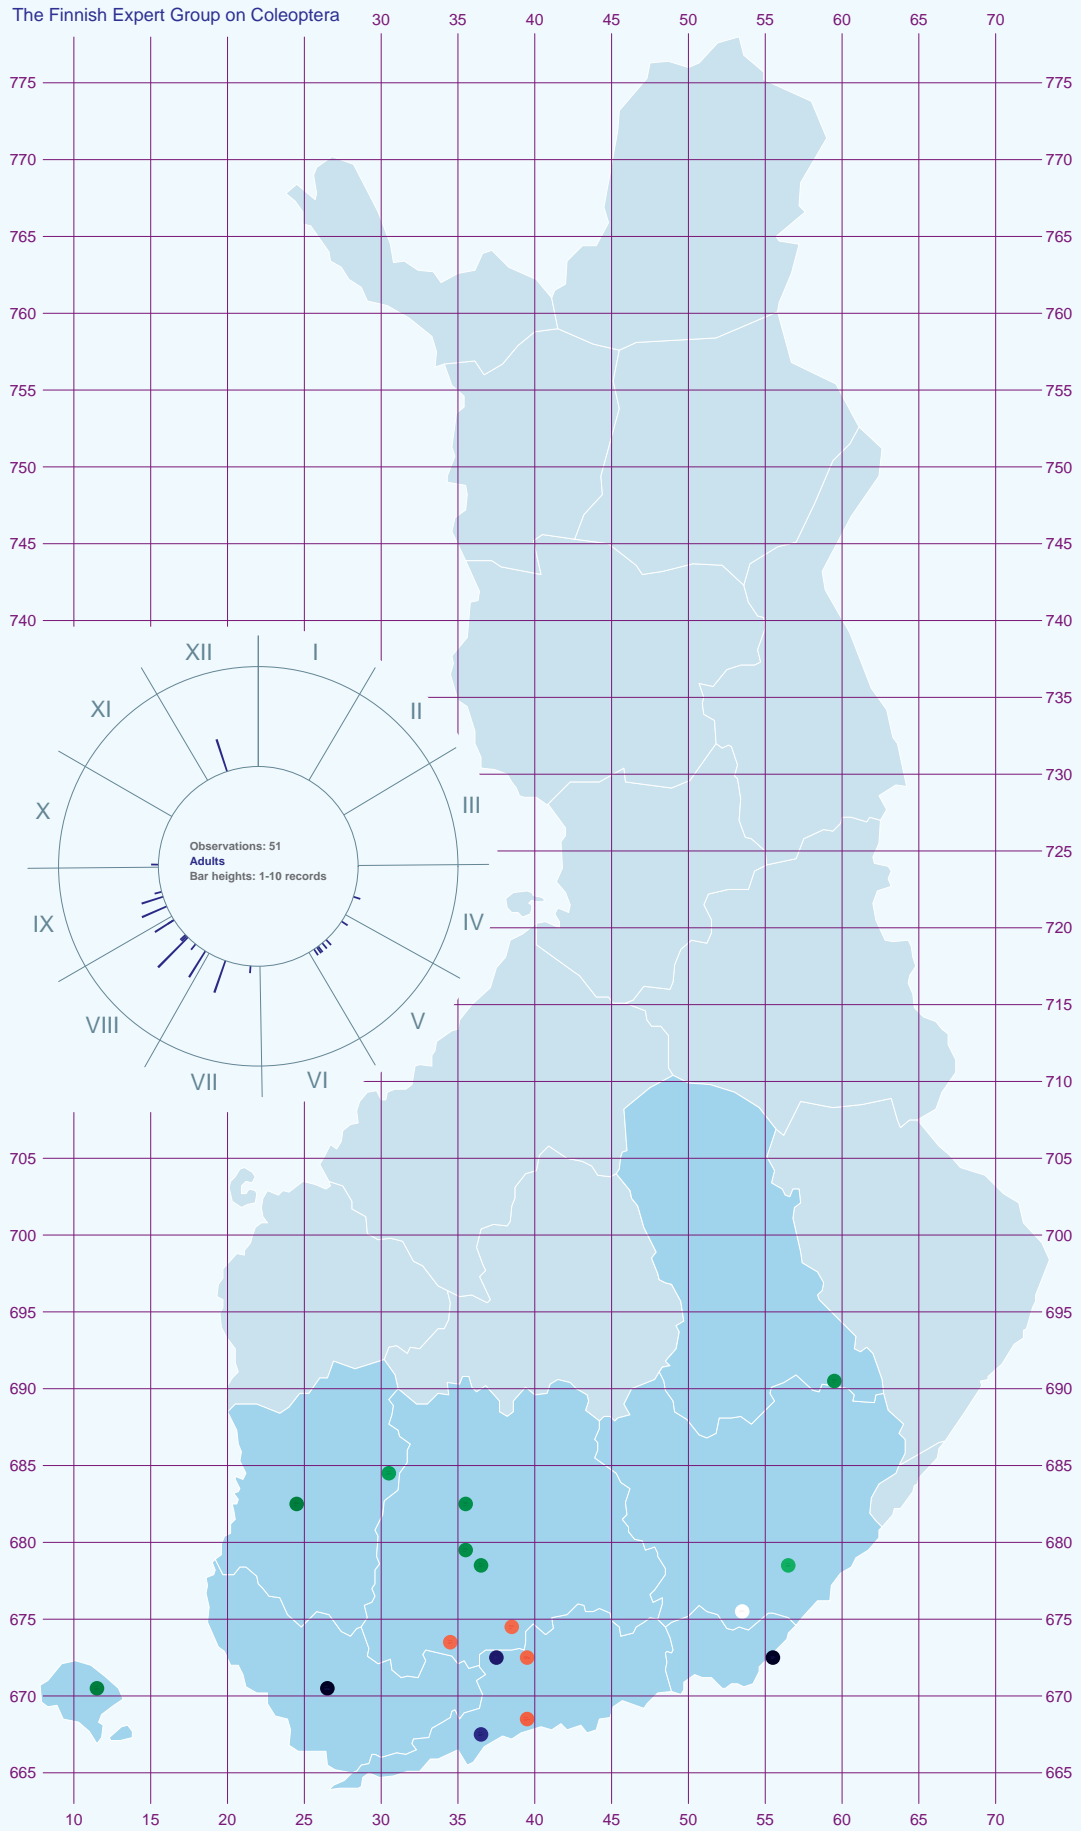 The Finnish Expert Group on Coleoptera
30 35 40 45 50 55 60 65 70
775 775
770 770
765 765
760 760
755 755
750 750
745 745
740 740
XII I
XI II
735
730
X III
725
Observations: 51
Adults
Bar heights: 1-10 records
IX IV
720
VIII V
715
VII VI
710
705 705
700 700
695 695
690 690
685 685
680 680
675 675
670 670
665 665
10 15 20 25 30 35 40 45 50 55 60 65 70